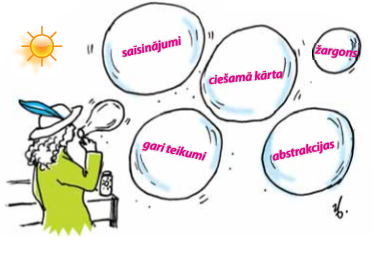 saīsinājumi
žargons
ciešamā kārta
gari teikumi
abstrakcijas